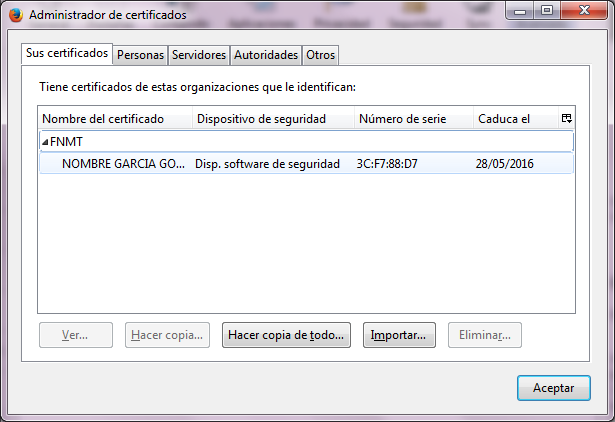 Administrador de certificados
Sus certificados Personas Servidores Autoridades Otros
Tiene certificados de estas organizaciones que le identifican:
Nombre del certificado Dispositivo de seguridad Número de serie Caduca el
FNMT
NOMBRE GARCIA GO... Disp. software de seguridad 3C:F7:88:D7 28/05/2016
Ver... Hacer copia... Hacer copia de todo... Importar... Eliminar...
Aceptar